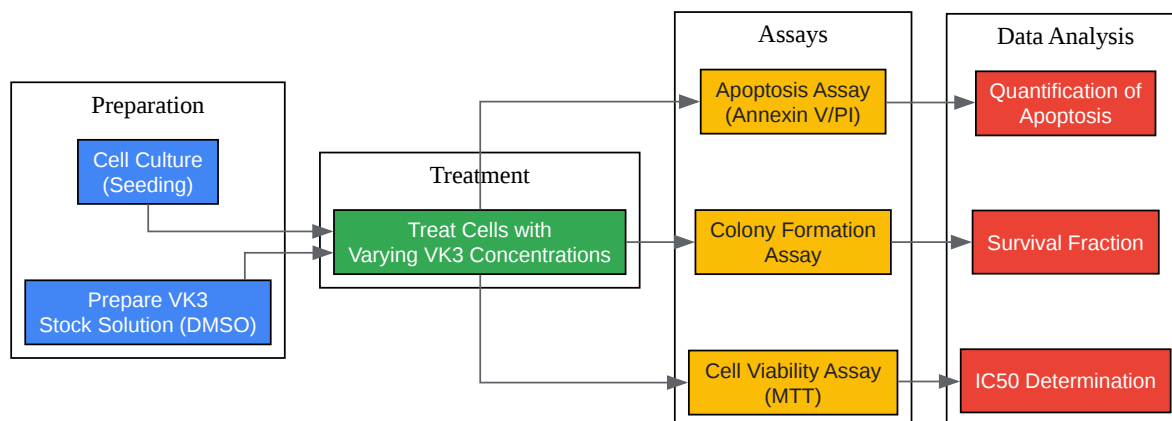 Preparation
Cell Culture
(Seeding)
Prepare VK3
Stock Solution (DMSO)
Treatment
Treat Cells with
Varying VK3 Concentrations
Assays
Apoptosis Assay
(Annexin V/PI)
Colony Formation
Assay
Cell Viability Assay
(MTT)
Data Analysis
Quantification of
Apoptosis
Survival Fraction
IC50 Determination